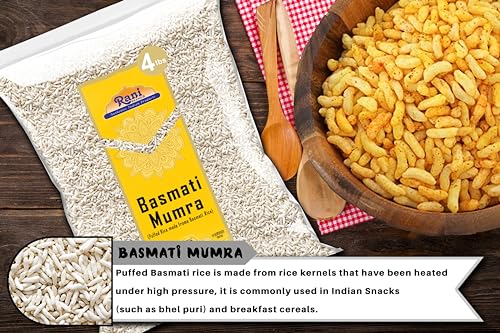 4 lbs
Rani
Basmati
Mumra
(Puffed Rice made from Basmati Rice)
BASMATI MUMRA
Puffed Basmati rice is made from rice kernels that have been heated
under high pressure, it is commonly used in Indian Snacks
(such as bhel puri) and breakfast cereals.